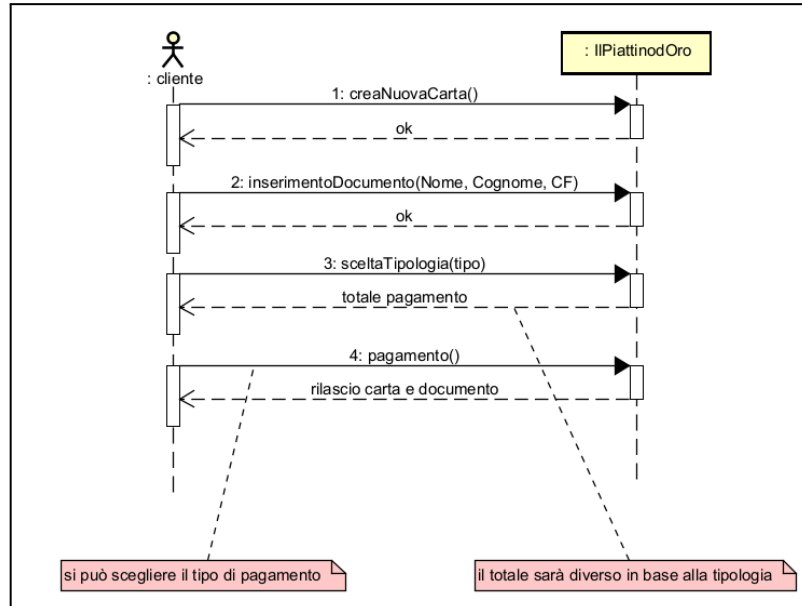 : IlPiattinodOro
: cliente
1: creaNuovaCarta()
ok
2: inserimentoDocumento(Nome, Cognome, CF)
ok
3: sceltaTipologia(tipo)
totale pagamento
4: pagamento()
rilascio carta e documento
si può scegliere il tipo di pagamento
il totale sarà diverso in base alla tipologia